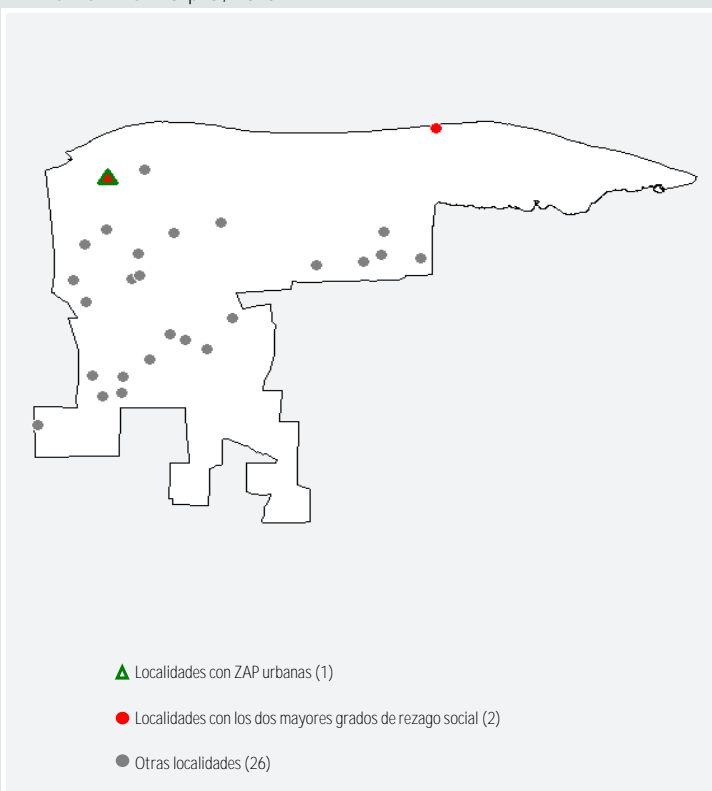 Localidades con ZAP urbanas (1)
Localidades con los dos mayores grados de rezago social (2)
Otras localidades (26)